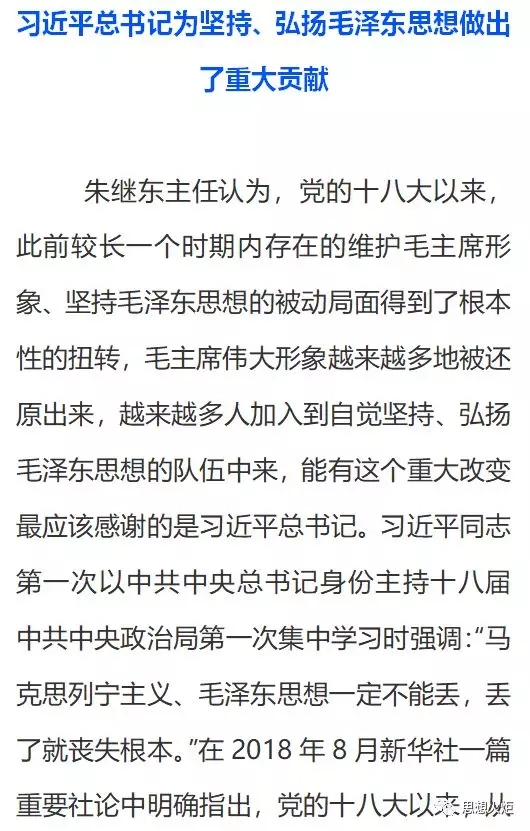 习近平总书记为坚持、弘扬毛泽东思想做出
了重大贡献
朱继东主任认为，党的十八大以来，
此前较长一个时期内存在的维护毛主席形
象、坚持毛泽东思想的被动局面得到了根本
性的扭转，毛主席伟大形象越来越多地被还
原出来，越来越多人加入到自觉坚持、弘扬
毛泽东思想的队伍中来，能有这个重大改变
最应该感谢的是习近平总书记。习近平同志
第一次以中共中央总书记身份主持十八届
中共中央政治局第一次集中学习时强调：“马
克思列宁主义、毛泽东思想一定不能丢，丢
了就丧失根本。”在 2018 年 8 月新华社一篇
重要社论中明确指出，党的十八大以来，从
思想火炬